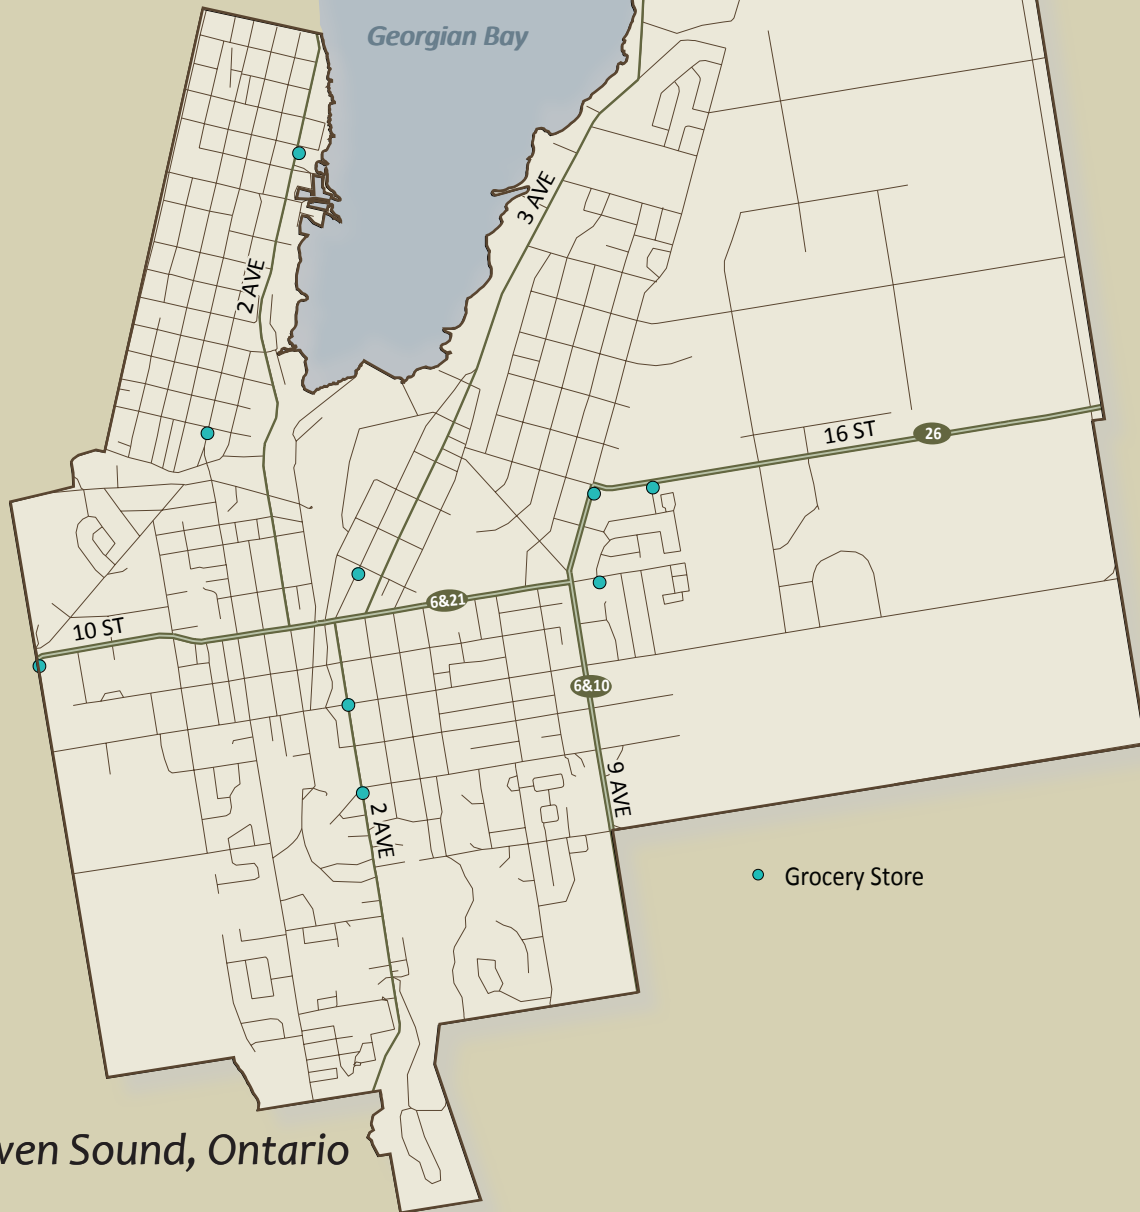 Georgian Bay
3 AVE
2 AVE
16 ST
26
6&21
10 ST
6&10
9 AVE
2 AVE
Grocery Store
wen Sound, Ontario